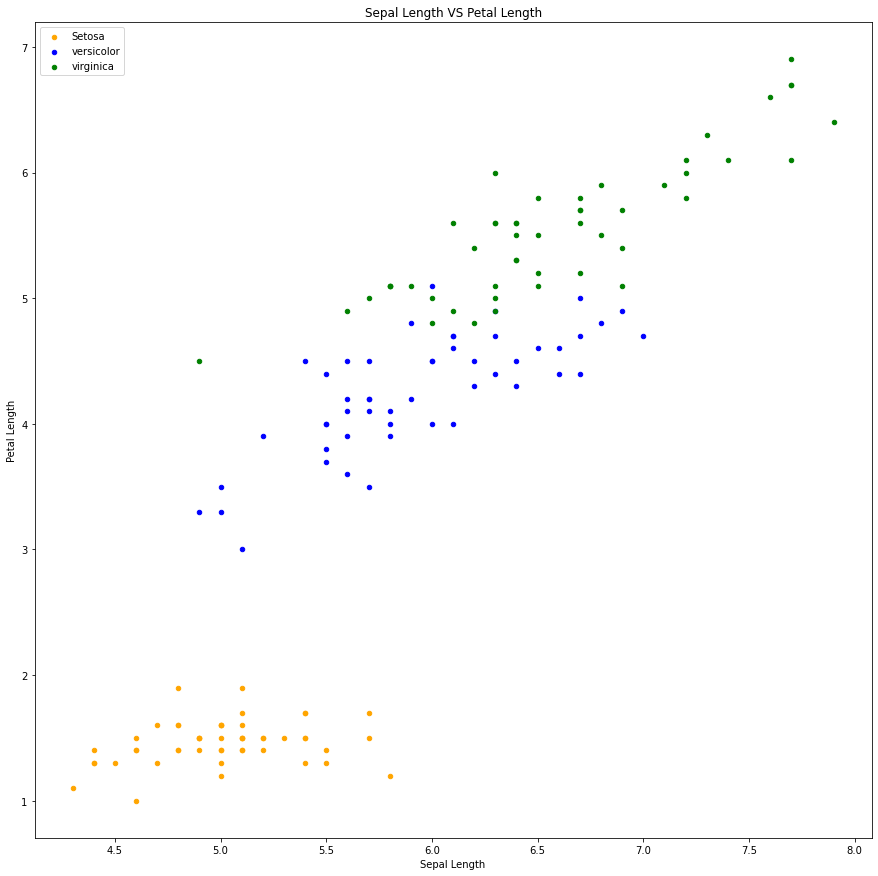 Sepal Length VS Petal Length
Setosa
versicolor
virginica
Petal Length
7
6
5
4
3
2
1
4.5 5.0 5.5 6.0 6.5 7.0 7.5 8.0
Sepal Length